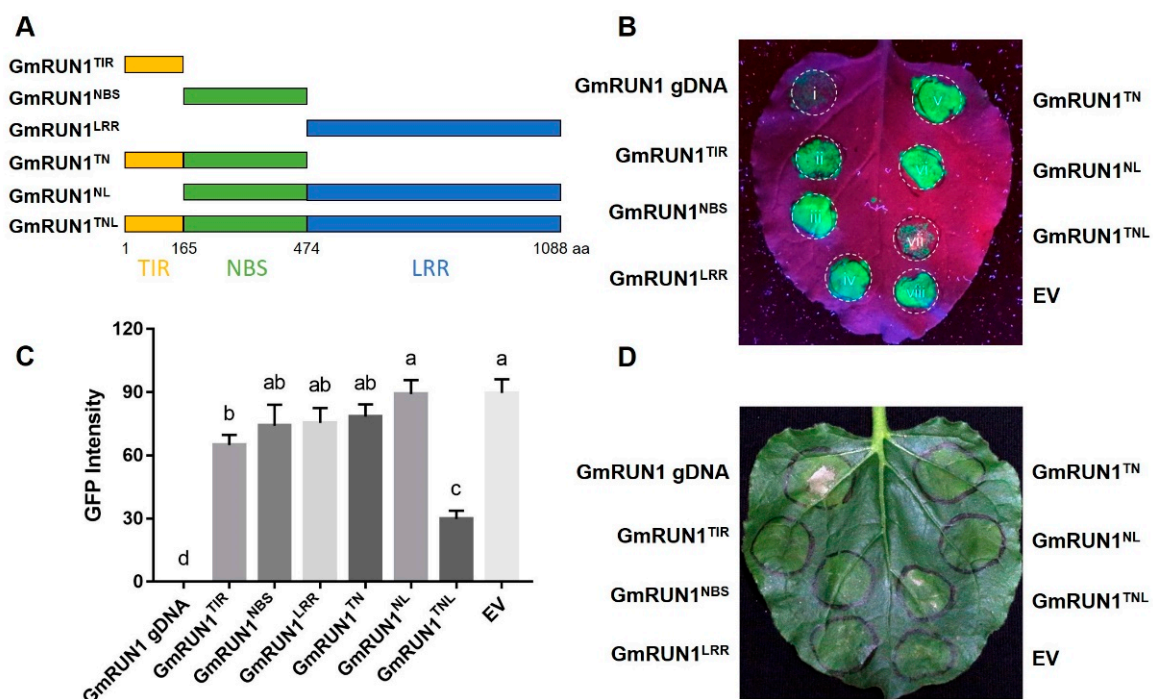 A
GmRUN1TIR
GmRUN1NBS
GmRUN1LRR
GmRUN1TN
GmRUN1NL
GmRUN1TNL
1 165 474 1088 aa
TIR NBS LRR
B
GmRUN1 gDNA
GmRUN1TIR
GmRUN1NBS
GmRUN1LRR
i
ii
iii
iv
v
vi
vii
viii
GmRUN1TN
GmRUN1NL
GmRUN1TNL
EV
C
GFP Intensity
120
90
60
30
0
d
b
ab
ab
ab
a
c
a
GmRUN1 gDNA
GmRUN1TIR
GmRUN1NBS
GmRUN1LRR
GmRUN1TN
GmRUN1NL
GmRUN1TNL
EV
D
GmRUN1 gDNA
GmRUN1TIR
GmRUN1NBS
GmRUN1LRR
GmRUN1TN
GmRUN1NL
GmRUN1TNL
EV